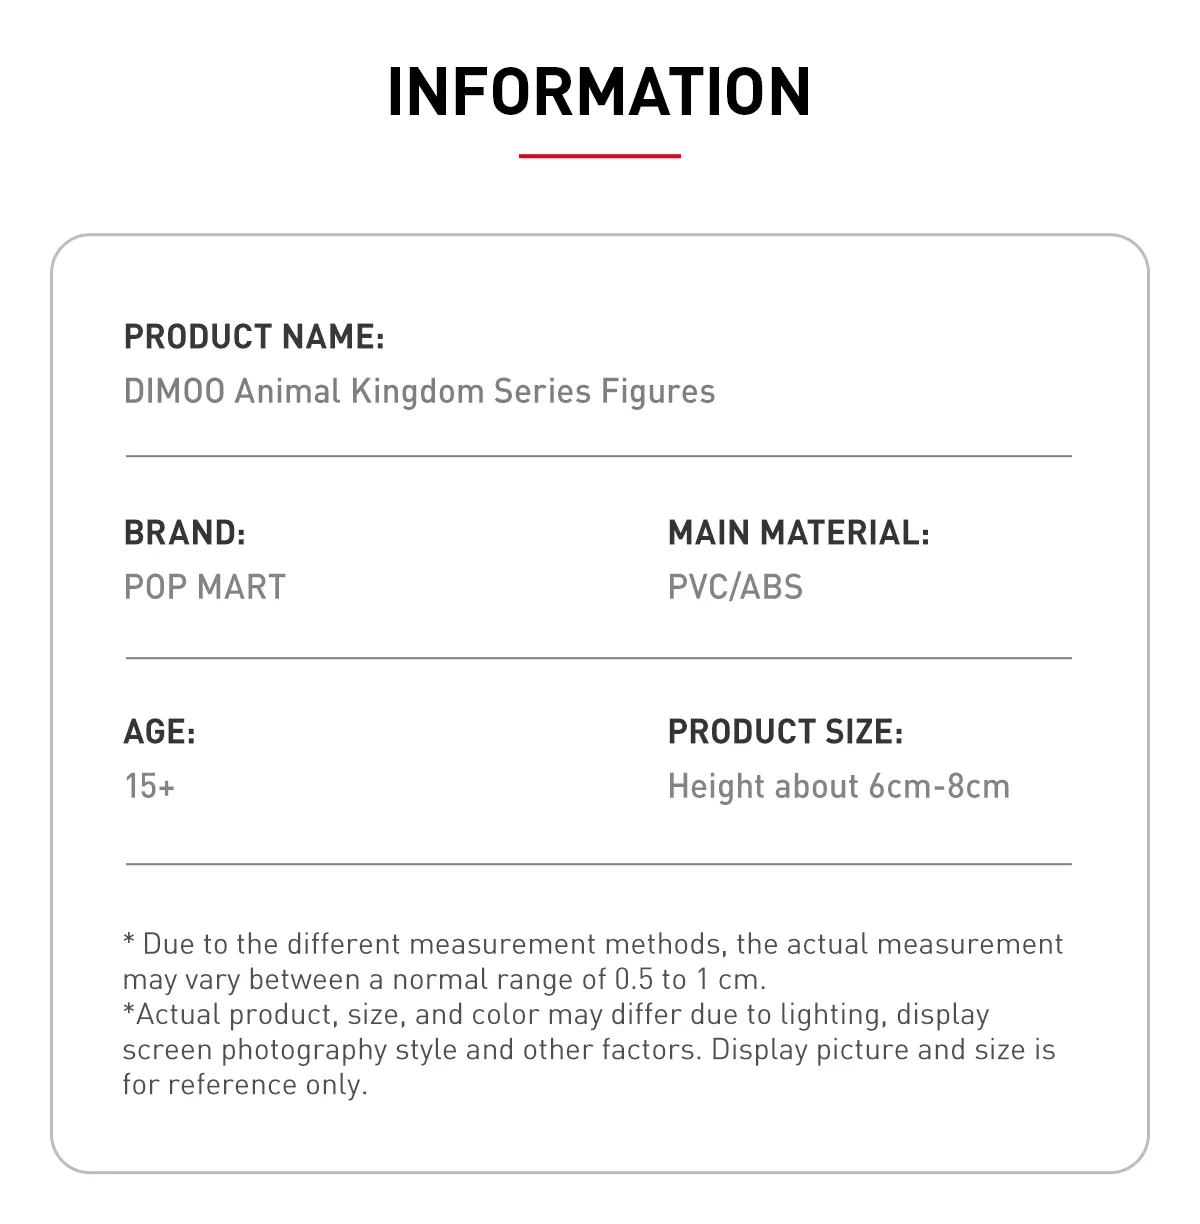 INFORMATION
PRODUCT NAME:
DIMOO Animal Kingdom Series Figures
BRAND:
POP MART
MAIN MATERIAL:
PVC/ABS
AGE:
15+
PRODUCT SIZE:
Height about 6cm-8cm
* Due to the different measurement methods, the actual measurement
may vary between a normal range of 0.5 to 1 cm.
*Actual product, size, and color may differ due to lighting, display
screen photography style and other factors. Display picture and size is
for reference only.